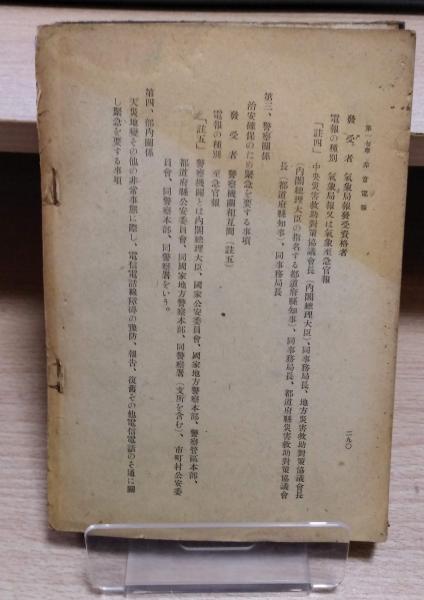 第一七章 非常電報
二九〇
發受者 氣象局報發受資格者
電報の種別 氣象局報又は氣象至急官報
「註四」 中央災害救助對策協議會長(內閣總理大臣)、同事務局長、地方災害救助對策協議會長
(內閣總理大臣の指名する都道府縣知事)、同事務局長、都道府縣災害救助對策協議會
長(都道府縣知事)、同事務局長
第三、警察關係
治安確保のため緊急を要する事項
發受者 警察機關相互間(註五)
電報の種別 至急官報
「註五」 警察機關とは內閣總理大臣、國家公安委員會、國家地方警察本部、警察管區本部、
都道府縣公安委員會、同國家地方警察本部、同警察署(支所を含む)、市町村公安委
員會、同警察本部、同警察署をいう。
第四、部內關係
天災地變その他の非常事態に際し、電信電話線障碍の豫防、報告、復舊その他電信電話のそ通に關
し緊急を要する事項